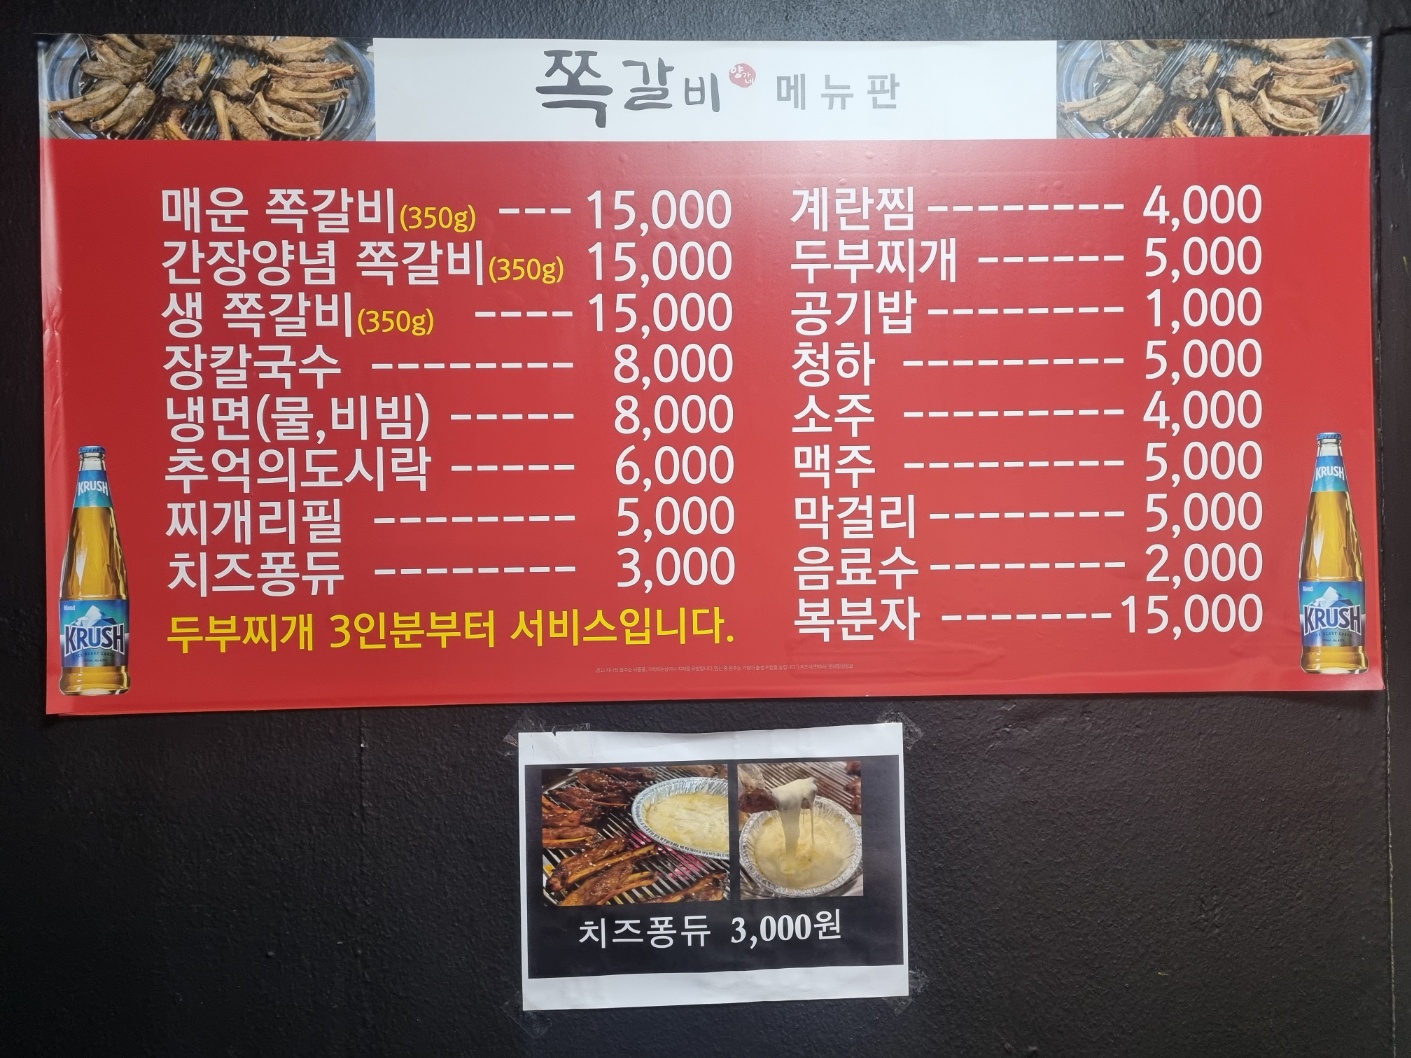 쪽갈비 양가네 메뉴판
매운 쪽갈비(350g) --- 15,000
간장양념 쪽갈비(350g) 15,000
생 쪽갈비(350g) ---- 15,000
장칼국수 -------- 8,000
냉면(물,비빔) ----- 8,000
추억의도시락 ----- 6,000
찌개리필 -------- 5,000
치즈퐁듀 -------- 3,000
두부찌개 3인분부터 서비스입니다.
계란찜 -------- 4,000
두부찌개 ------ 5,000
공기밥 -------- 1,000
청하 --------- 5,000
소주 --------- 4,000
맥주 --------- 5,000
막걸리 -------- 5,000
음료수 -------- 2,000
복분자 ------- 15,000
KRUSH
KRUSH
KRUSH
KRUSH
치즈퐁듀 3,000원